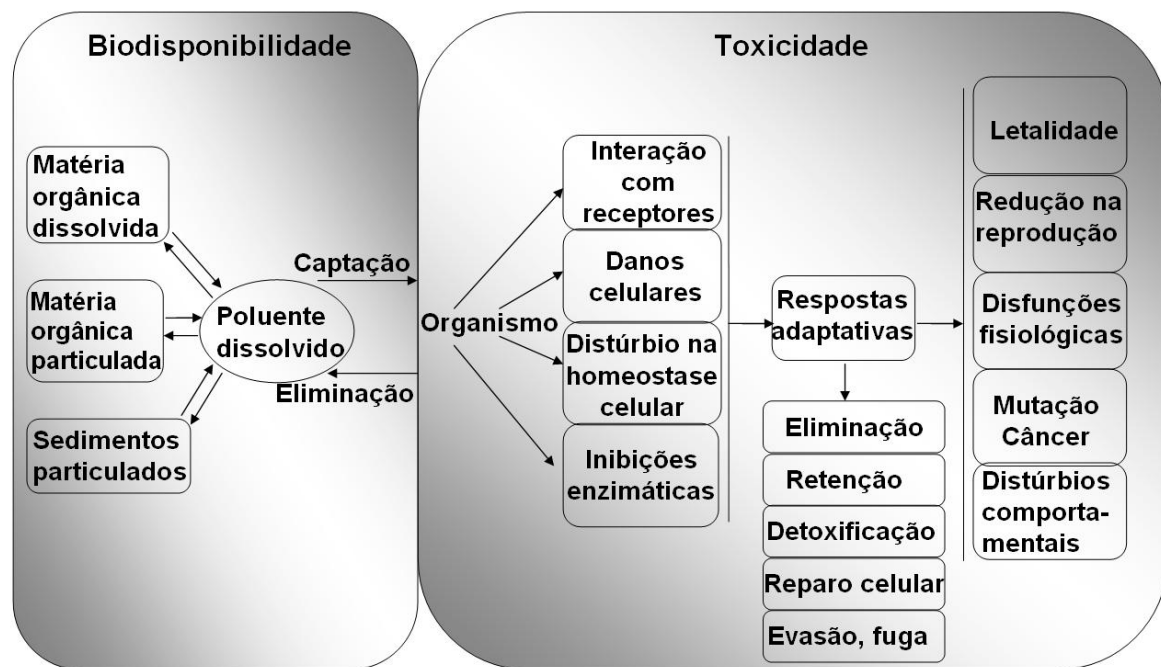 Biodisponibilidade
Matéria
orgânica
dissolvida
Matéria
orgânica
particulada
Sedimentos
particulados
Poluente
dissolvido
Captação
Eliminação
Toxicidade
Organismo
Interação
com
receptores
Danos
celulares
Distúrbio na
homeostase
celular
Inibições
enzimáticas
Respostas
adaptativas
Eliminação
Retenção
Detoxificação
Reparo celular
Evasão, fuga
Letalidade
Redução na
reprodução
Disfunções
fisiológicas
Mutação
Câncer
Distúrbios
comporta-
mentais